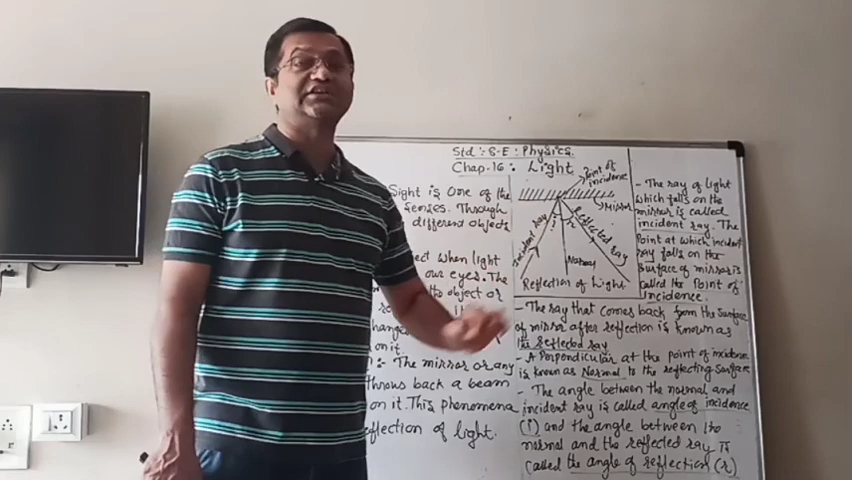 Std : 8-E : Physics
Chap-16 : Light
Sight is one of the
senses. Through
different objects
ject when light
our eyes. The
the object or
on it.
:- The mirror or any
throws back a beam
on it. This phenomena
reflection of light.
Point of
incidence
Mirror
Incident Ray
Reflected Ray
i
r
Normal
Reflection of Light
- The ray of light
which falls on the
mirror is called
incident ray. The
Point at which incident
ray falls on the
Surface of mirror is
called the Point of
Incidence.
- The ray that comes back from the surface
of mirror after reflection is known as
the reflected ray
- A Perpendicular at the point of incidence
is known as Normal to the reflecting Surface
- The angle between the normal and
incident ray is called angle of incidence
(i) and the angle between the
normal and the reflected ray is
called the angle of reflection (r)